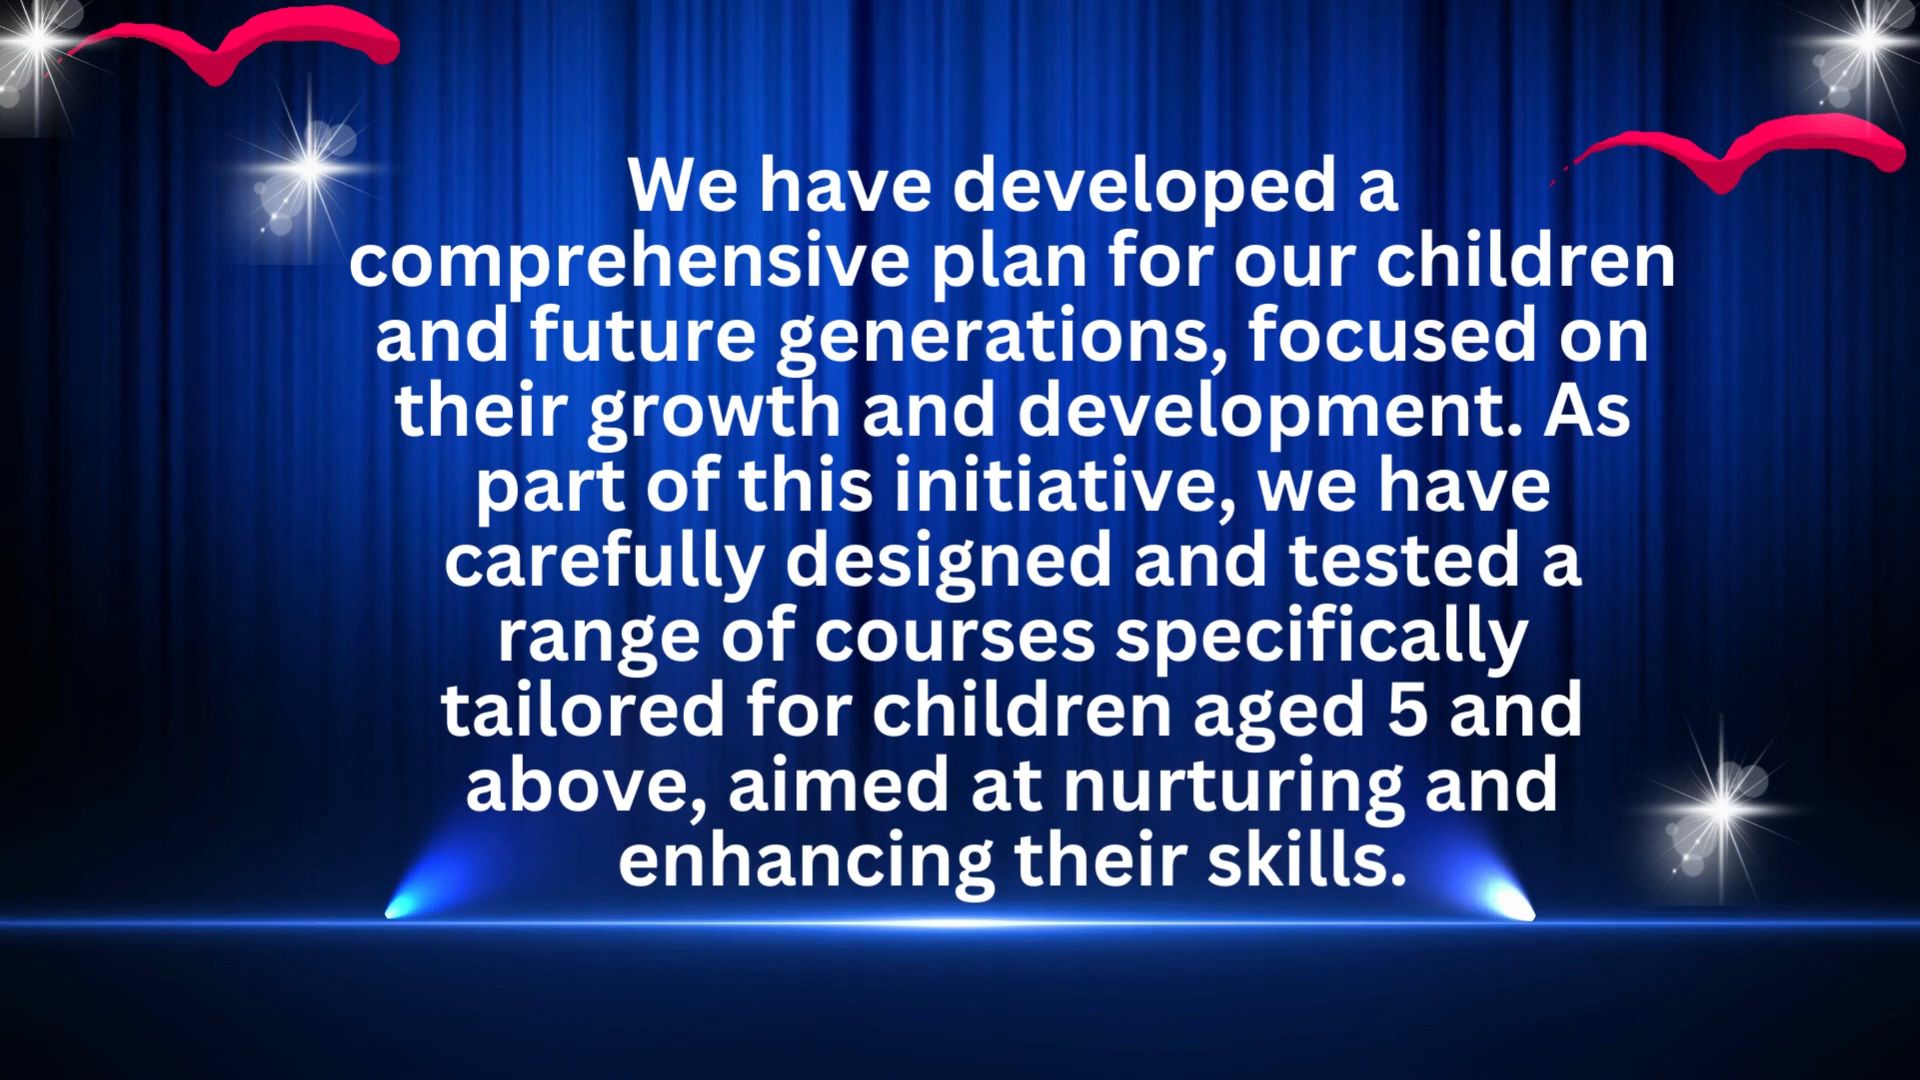 We have developed a
comprehensive plan for our children
and future generations, focused on
their growth and development. As
part of this initiative, we have
carefully designed and tested a
range of courses specifically
tailored for children aged 5 and
above, aimed at nurturing and
enhancing their skills.